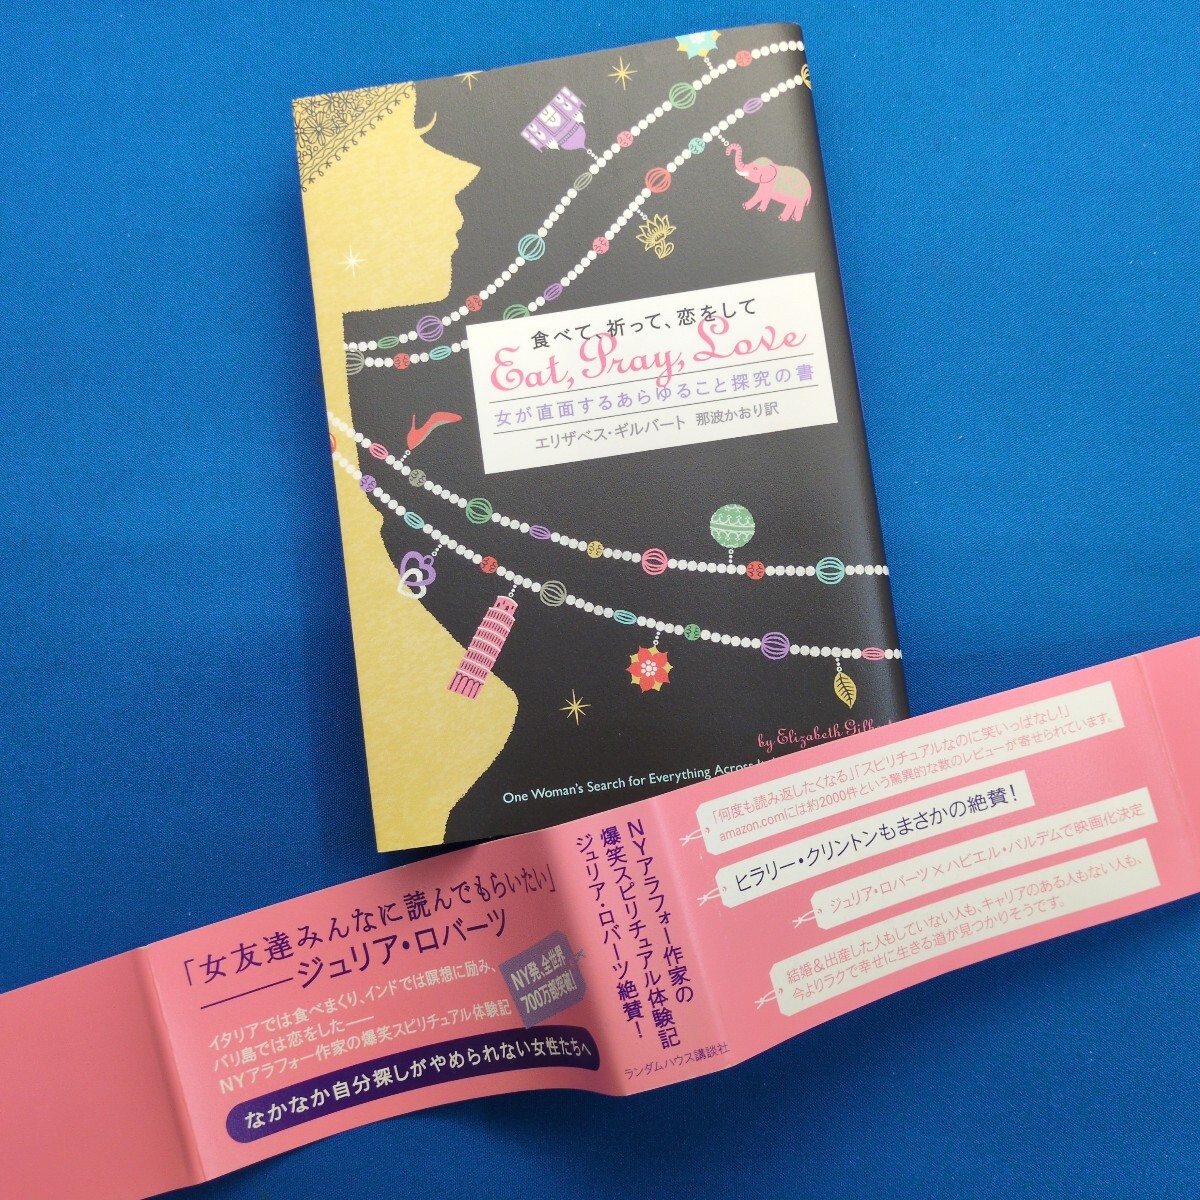 食べて、祈って、恋をして
Eat, Pray, Love
女が直面するあらゆること探究の書
エリザベス・ギルバート 那波かおり訳
by Elizabeth
One Woman's Search for Everything Across
「女友達みんなに読んでもらいたい」
――ジュリア・ロバーツ
イタリアでは食べまくり、インドでは瞑想に励み、
バリ島では恋をした――
NYアラフォー作家の爆笑スピリチュアル体験記
NY発、全世界
700万部突破!
なかなか自分探しがやめられない女性たちへ
NYアラフォー作家の
爆笑スピリチュアル体験記
ジュリア・ロバーツ絶賛!
ランダムハウス講談社
「何度も読み返したくなる」「スピリチュアルなのに笑いっぱなし!」
amazon.comには約2000件という驚異的な数のレビューが寄せられています。
ヒラリー・クリントンもまさかの絶賛!
ジュリア・ロバーツ×ハビエル・バルデムで映画化決定
結婚&出産した人もしていない人も、キャリアのある人もない人も、
今よりラクで幸せに生きる道が見つかりそうです。